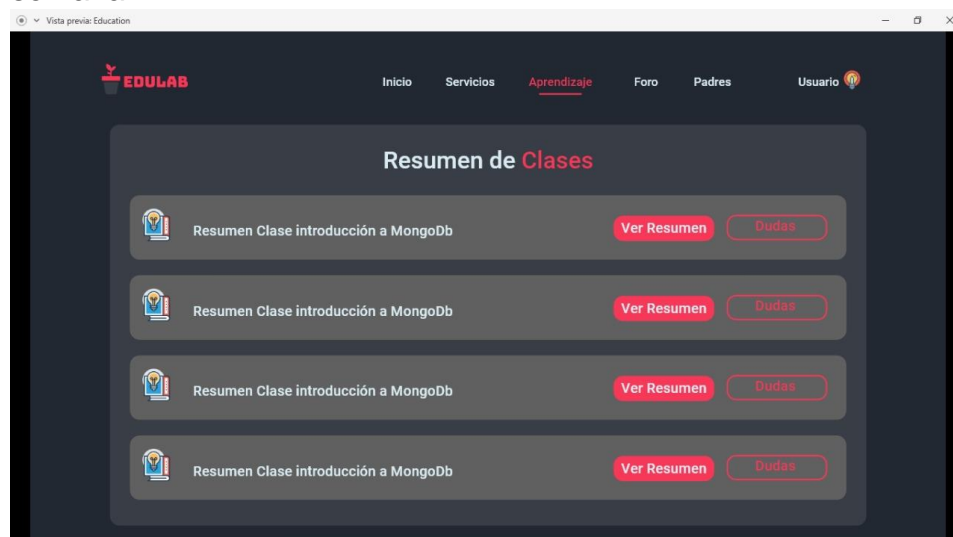 Vista previa: Education
EDULAB
Inicio Servicios Aprendizaje Foro Padres Usuario
Resumen de Clases
Resumen Clase introducción a MongoDb Ver Resumen Dudas
Resumen Clase introducción a MongoDb Ver Resumen Dudas
Resumen Clase introducción a MongoDb Ver Resumen Dudas
Resumen Clase introducción a MongoDb Ver Resumen Dudas